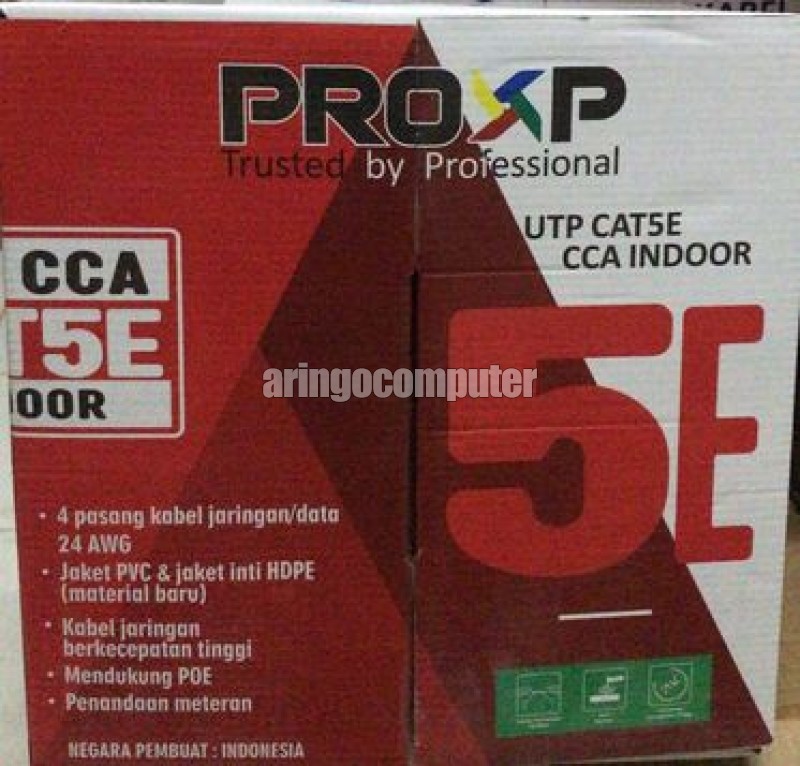 PROXP
Trusted by Professional
UTP CAT5E
CCA INDOOR
CCA
T5E
OOR
5E
aringocomputer
• 4 pasang kabel jaringan/data
24 AWG
• Jaket PVC & jaket inti HDPE
(material baru)
• Kabel jaringan
berkecepatan tinggi
• Mendukung POE
• Penandaan meteran
NEGARA PEMBUAT : INDONESIA